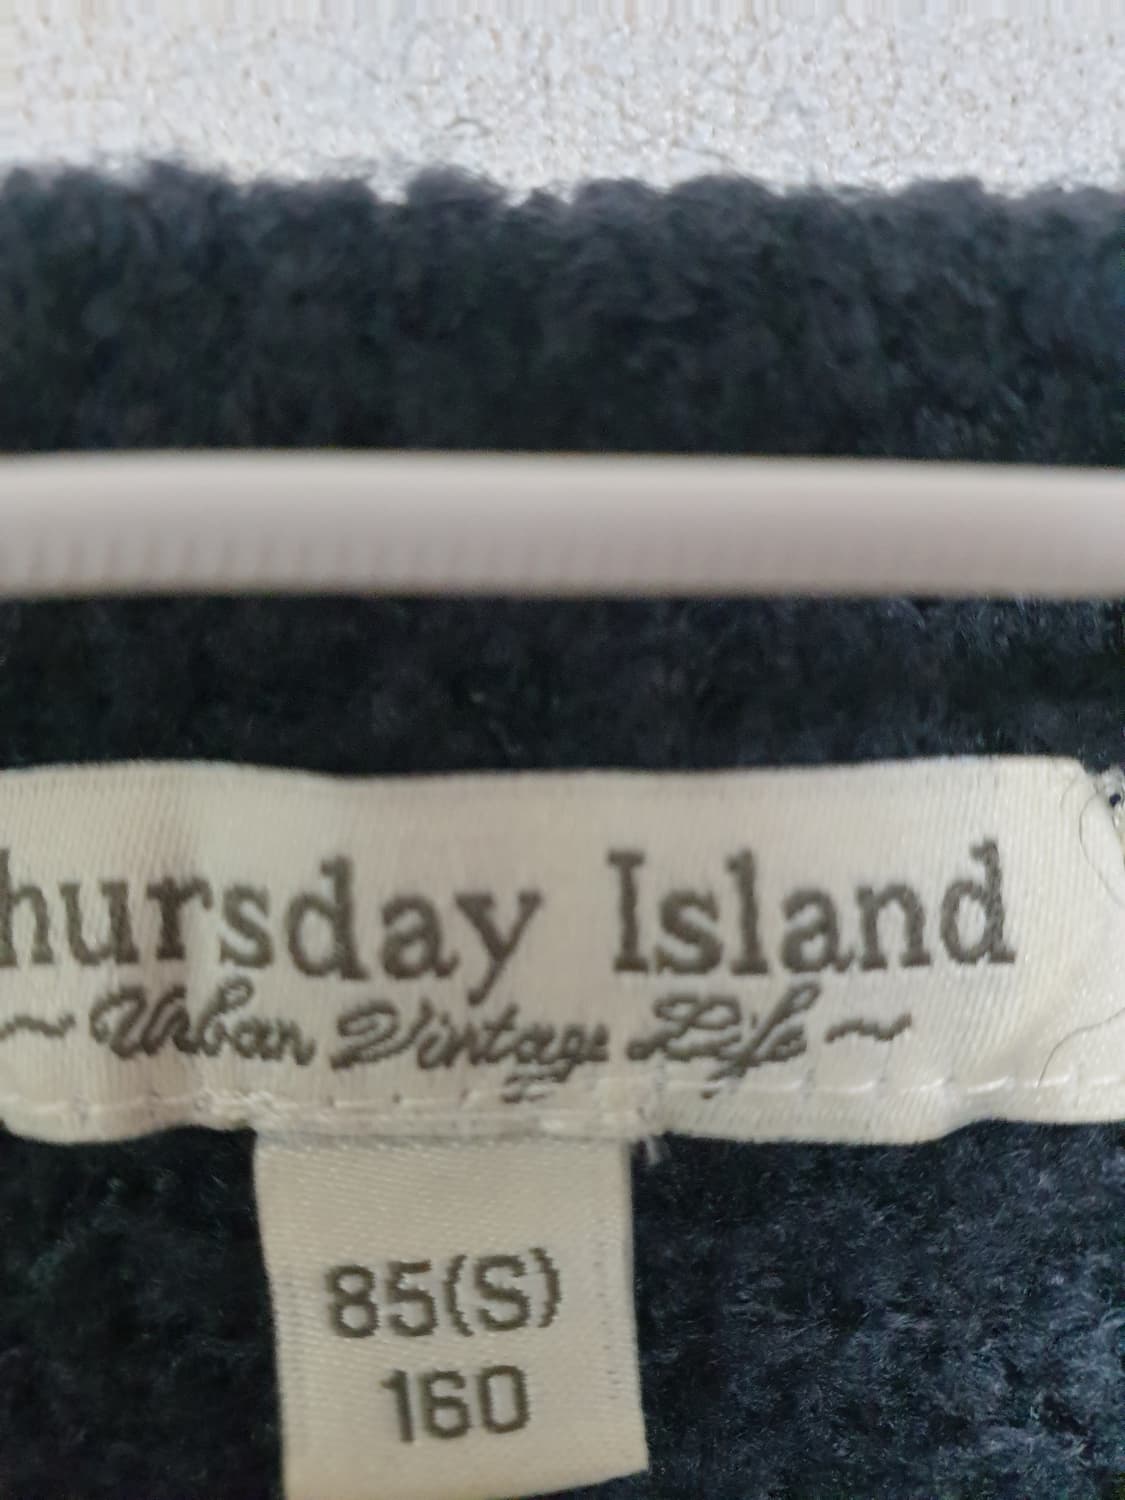 hursday Island
~ Urban Vintage Life ~
85(S)
160